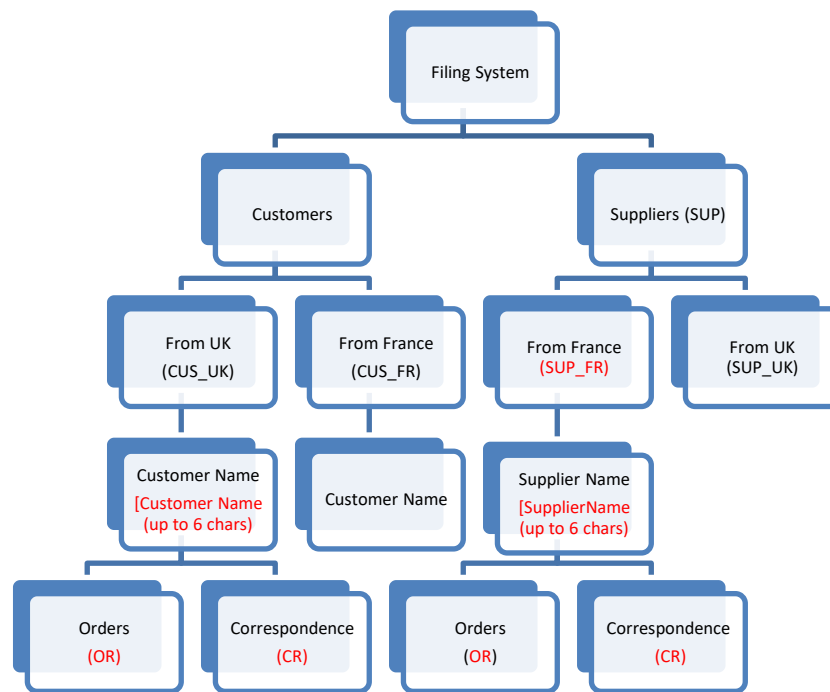 Filing System
Customers
Suppliers (SUP)
From UK
(CUS_UK)
From France
(CUS_FR)
From France
(SUP_FR)
From UK
(SUP_UK)
Customer Name
[Customer Name
(up to 6 chars)
Customer Name
Supplier Name
[SupplierName
(up to 6 chars)
Orders
(OR)
Correspondence
(CR)
Orders
(OR)
Correspondence
(CR)